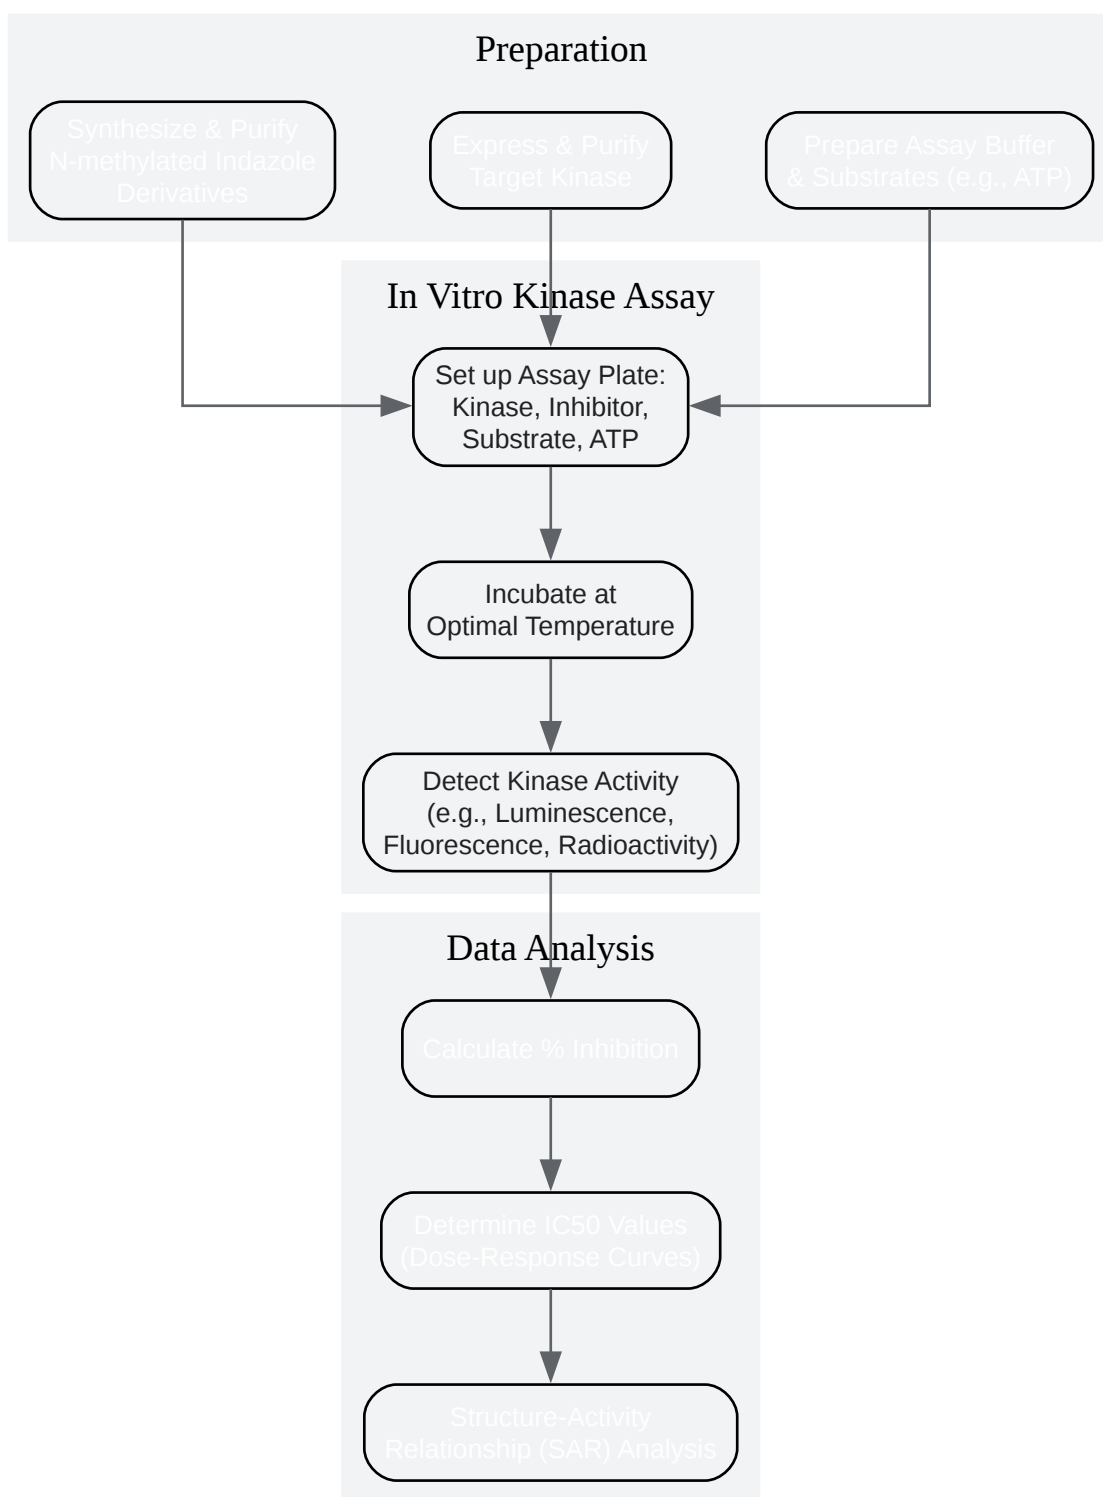 Preparation
Synthesize & Purify
N-methylated Indazole
Derivatives
Express & Purify
Target Kinase
Prepare Assay Buffer
& Substrates (e.g., ATP)
In Vitro Kinase Assay
Set up Assay Plate:
Kinase, Inhibitor,
Substrate, ATP
Incubate at
Optimal Temperature
Detect Kinase Activity
(e.g., Luminescence,
Fluorescence, Radioactivity)
Data Analysis
Calculate % Inhibition
Determine IC50 Values
(Dose-Response Curves)
Structure-Activity
Relationship (SAR) Analysis